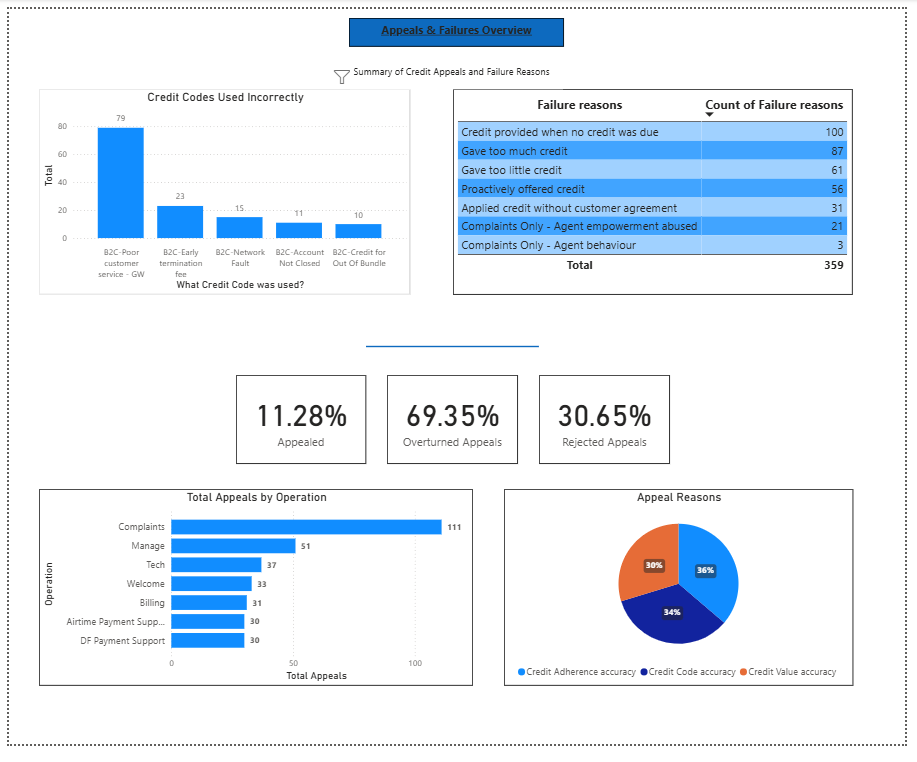 Appeals & Failures Overview
Summary of Credit Appeals and Failure Reasons
Credit Codes Used Incorrectly
Total
80
60
40
20
0
79
23
15
11
10
B2C-Poor customer service - GW
B2C-Early termination fee
B2C-Network Fault
B2C-Account Not Closed
B2C-Credit for Out Of Bundle
What Credit Code was used?
Failure reasons Count of Failure reasons
Credit provided when no credit was due 100
Gave too much credit 87
Gave too little credit 61
Proactively offered credit 56
Applied credit without customer agreement 31
Complaints Only - Agent empowerment abused 21
Complaints Only - Agent behaviour 3
Total 359
11.28%
Appealed
69.35%
Overturned Appeals
30.65%
Rejected Appeals
Total Appeals by Operation
Operation
Complaints 111
Manage 51
Tech 37
Welcome 33
Billing 31
Airtime Payment Supp... 30
DF Payment Support 30
0 50 100
Total Appeals
Appeal Reasons
30%
36%
34%
Credit Adherence accuracy Credit Code accuracy Credit Value accuracy